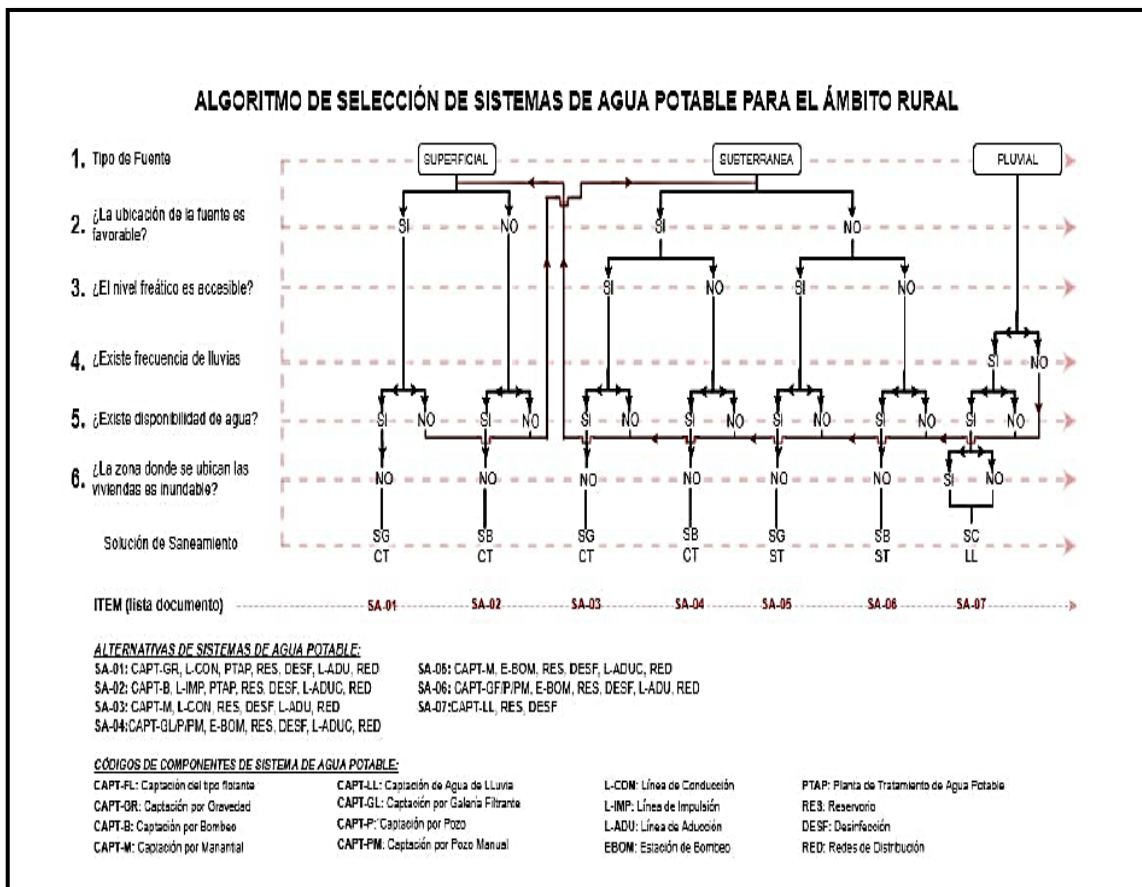 ALGORITMO DE SELECCIÓN DE SISTEMAS DE AGUA POTABLE PARA EL ÁMBITO RURAL
1. Tipo de Fuente
SUPERFICIAL
SUBTERRANEA
PLUVIAL
2. ¿La ubicación de la fuente es favorable?
SI NO SI NO
3. ¿El nivel freático es accesible?
SI NO SI NO
4. ¿Existe frecuencia de lluvias
SI NO
5. ¿Existe disponibilidad de agua?
SI NO SI NO SI NO SI NO SI NO SI NO SI NO
6. ¿La zona donde se ubican las viviendas es inundable?
NO NO NO NO NO NO SI NO
Solución de Saneamiento
SG SB SG SB SG SB SC
CT CT CT CT ST ST LL
ITEM (lista documento) SA-01 SA-02 SA-03 SA-04 SA-05 SA-06 SA-07
ALTERNATIVAS DE SISTEMAS DE AGUA POTABLE:
SA-01: CAPT-GR, L-CON, PTAP, RES, DESF, L-ADU, RED
SA-02: CAPT-B, L-IMP, PTAP, RES, DESF, L-ADUC, RED
SA-03: CAPT-M, L-CON, RES, DESF, L-ADU, RED
SA-04:CAPT-GL/P/PM, E-BOM, RES, DESF, L-ADUC, RED
SA-05: CAPT-M, E-BOM, RES, DESF, L-ADUC, RED
SA-06: CAPT-GF/P/PM, E-BOM, RES, DESF, L-ADU, RED
SA-07:CAPT-LL, RES, DESF
CÓDIGOS DE COMPONENTES DE SISTEMA DE AGUA POTABLE:
CAPT-FL: Captación del tipo flotante
CAPT-GR: Captación por Gravedad
CAPT-B: Captación por Bombeo
CAPT-M: Captación por Manantial
CAPT-LL: Captación de Agua de LLuvia
CAPT-GL: Captación por Galería Filtrante
CAPT-P: Captación por Pozo
CAPT-PM: Captación por Pozo Manual
L-CON: Línea de Conducción
L-IMP: Línea de Impulsión
L-ADU: Línea de Aducción
EBOM: Estación de Bombeo
PTAP: Planta de Tratamiento de Agua Potable
RES: Reservorio
DESF: Desinfección
RED: Redes de Distribución